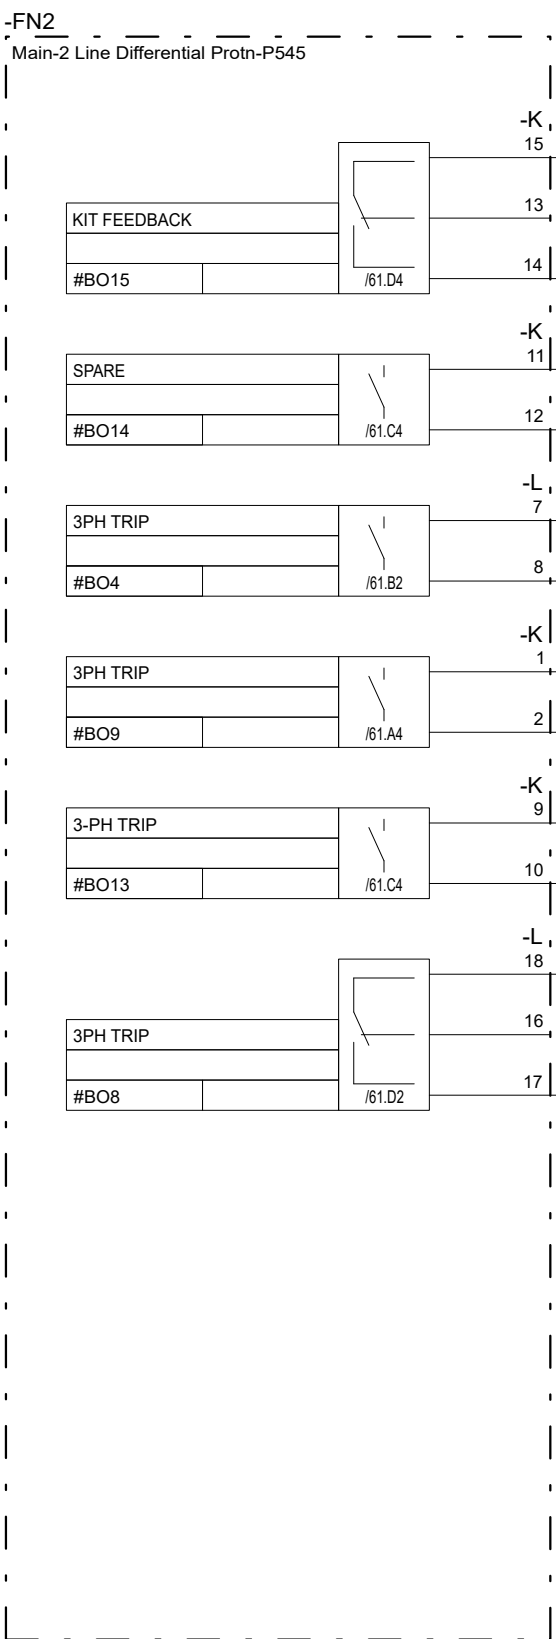 -FN2
Main-2 Line Differential Protn-P545
-K
15
KIT FEEDBACK
13
#BO15
/61.D4
14
-K
SPARE
11
#BO14
/61.C4
12
-L
3PH TRIP
7
#BO4
/61.B2
8
-K
3PH TRIP
1
#BO9
/61.A4
2
-K
3-PH TRIP
9
#BO13
/61.C4
10
-L
18
3PH TRIP
16
#BO8
/61.D2
17